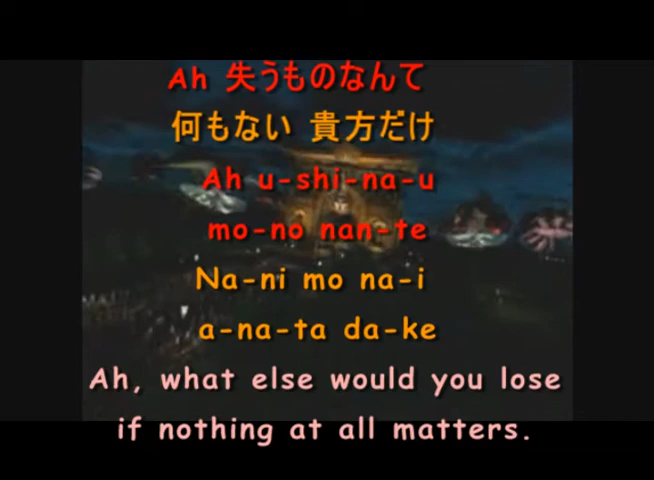 Ah 失うものなんて
何もない 貴方だけ
Ah u-shi-na-u
mo-no nan-te
Na-ni mo na-i
a-na-ta da-ke
Ah, what else would you lose
if nothing at all matters.